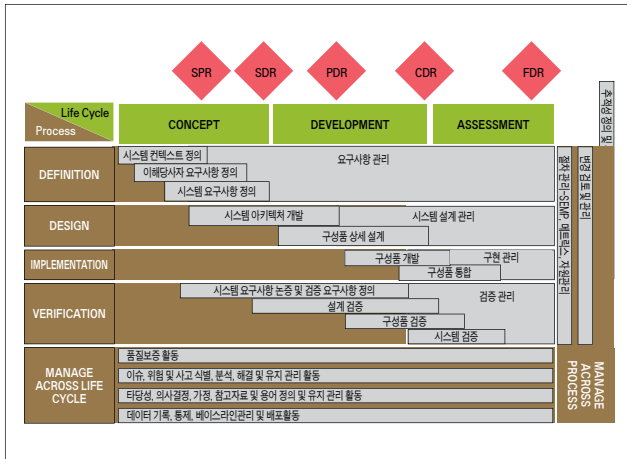 SPR
SDR
PDR
CDR
FDR
Life Cycle
Process
CONCEPT
DEVELOPMENT
ASSESSMENT
추적성 정의 및
DEFINITION
시스템 컨텍스트 정의
요구사항 관리
이해당사자 요구사항 정의
시스템 요구사항 정의
DESIGN
시스템 아키텍처 개발
시스템 설계 관리
구성품 상세 설계
IMPLEMENTATION
구성품 개발
구현 관리
구성품 통합
VERIFICATION
시스템 요구사항 논증 및 검증 요구사항 정의
검증 관리
설계 검증
구성품 검증
시스템 검증
절차 관리-SEMP, 메트릭스, 자원관리
변경 검토 및 관리
MANAGE
ACROSS LIFE
CYCLE
품질보증 활동
이슈, 위험 및 사고 식별, 분석, 해결 및 유지 관리 활동
타당성, 의사결정, 가정, 참고자료 및 용어 정의 및 유지 관리 활동
데이터 기록, 통제, 베이스라인관리 및 배포활동
MANAGE
ACROSS
PROCESS